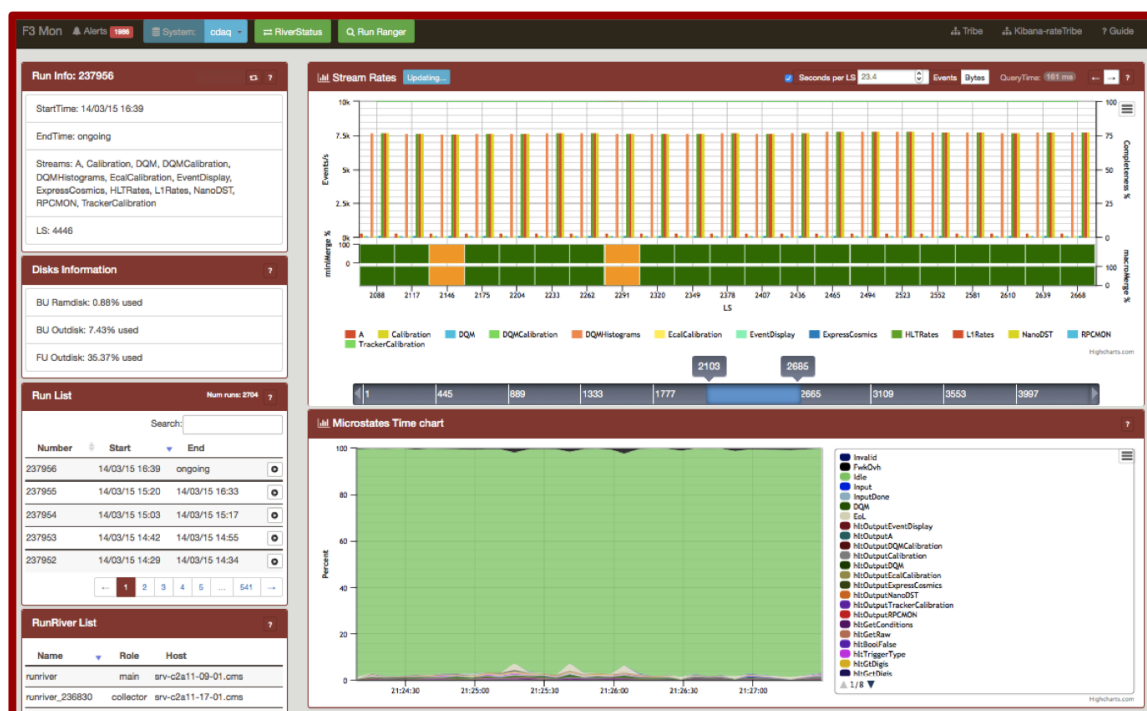 F3 Mon Alerts 1986 System: cdaq RiverStatus Run Ranger Tribe Kibana-rateTribe ? Guide
Run Info: 237956 ?
StartTime: 14/03/15 16:39
EndTime: ongoing
Streams: A, Calibration, DQM, DQMCalibration,
DQMHistograms, EcalCalibration, EventDisplay,
ExpressCosmics, HLTRates, L1Rates, NanoDST,
RPCMON, TrackerCalibration
LS: 4446
Disks Information ?
BU Ramdisk: 0.88% used
BU Outdisk: 7.43% used
FU Outdisk: 35.37% used
Run List Num runs: 2704 ?
Search:
Number Start End
237956 14/03/15 16:39 ongoing
237955 14/03/15 15:20 14/03/15 16:33
237954 14/03/15 15:03 14/03/15 15:17
237953 14/03/15 14:42 14/03/15 14:55
237952 14/03/15 14:29 14/03/15 14:34
← 1 2 3 4 5 ... 541 →
RunRiver List ?
Name Role Host
runriver main srv-c2a11-09-01.cms
runriver_236830 collector srv-c2a11-17-01.cms
Stream Rates Updating... Seconds per LS 23.4 Events Bytes QueryTime: 161 ms ← → ?
10k 100
7.5k 75
5k 50
2.5k 25
0k 0
Events/s
Completeness %
100
0 100
0
miniMerge %
macroMerge %
2088 2117 2146 2175 2204 2233 2262 2291 2320 2349 2378 2407 2436 2465 2494 2523 2552 2581 2610 2639 2668
LS
A Calibration DQM DQMCalibration DQMHistograms EcalCalibration EventDisplay ExpressCosmics HLTRates L1Rates NanoDST RPCMON
TrackerCalibration
Highcharts.com
2103 2685
1 445 889 1333 1777 2665 3109 3553 3997
Microstates Time chart ?
100
80
60
40
20
0
Percent
21:24:30 21:25:00 21:25:30 21:26:00 21:26:30 21:27:00
Invalid
FwkOvh
Idle
Input
InputDone
DQM
EoL
hltOutputEventDisplay
hltOutputA
hltOutputDQMCalibration
hltOutputCalibration
hltOutputDQM
hltOutputEcalCalibration
hltOutputExpressCosmics
hltOutputNanoDST
hltOutputTrackerCalibration
hltOutputRPCMON
hltGetConditions
hltGetRaw
hltBoolFalse
hltTriggerType
hltGtDigis
hltGetDigis
1/8
Highcharts.com